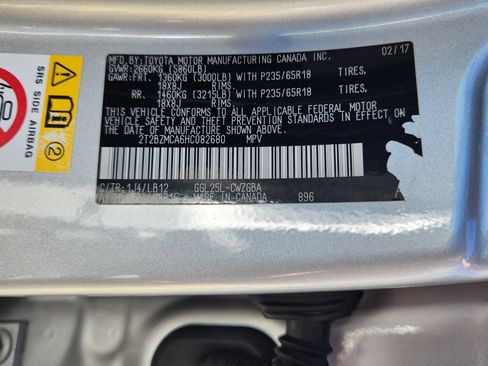 SRS SIDE AIRBAG
MFD. BY: TOYOTA MOTOR MANUFACTURING CANADA INC.
02/17
GVWR: 2660KG (5860LB)
GAWR: FRT. 1360KG (3000LB) WITH P235/65R18 TIRES,
18X8J RIMS.
RR. 1460KG (3215LB) WITH P235/65R18 TIRES,
18X8J RIMS.
THIS VEHICLE CONFORMS TO ALL APPLICABLE FEDERAL MOTOR
VEHICLE SAFETY STANDARDS IN EFFECT ON
THE DATE OF MANUFACTURE SHOWN ABOVE.
2T2BZMCA6HC082680 MPV
C/TR: 1J4/LB12 GGL25L-CWZGBA
MADE IN CANADA 896